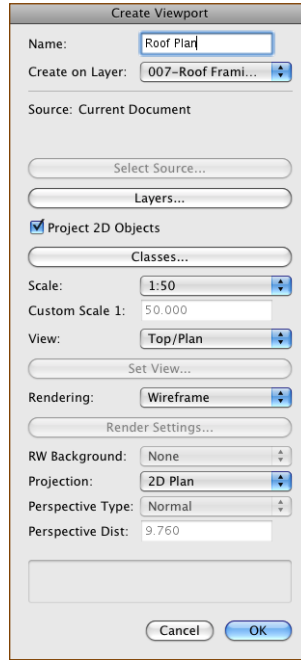 Create Viewport
Name: Roof Plan
Create on Layer: 007-Roof Frami...
Source: Current Document
Select Source...
Layers...
Project 2D Objects
Classes...
Scale: 1:50
Custom Scale 1: 50.000
View: Top/Plan
Set View...
Rendering: Wireframe
Render Settings...
RW Background: None
Projection: 2D Plan
Perspective Type: Normal
Perspective Dist: 9.760
Cancel OK